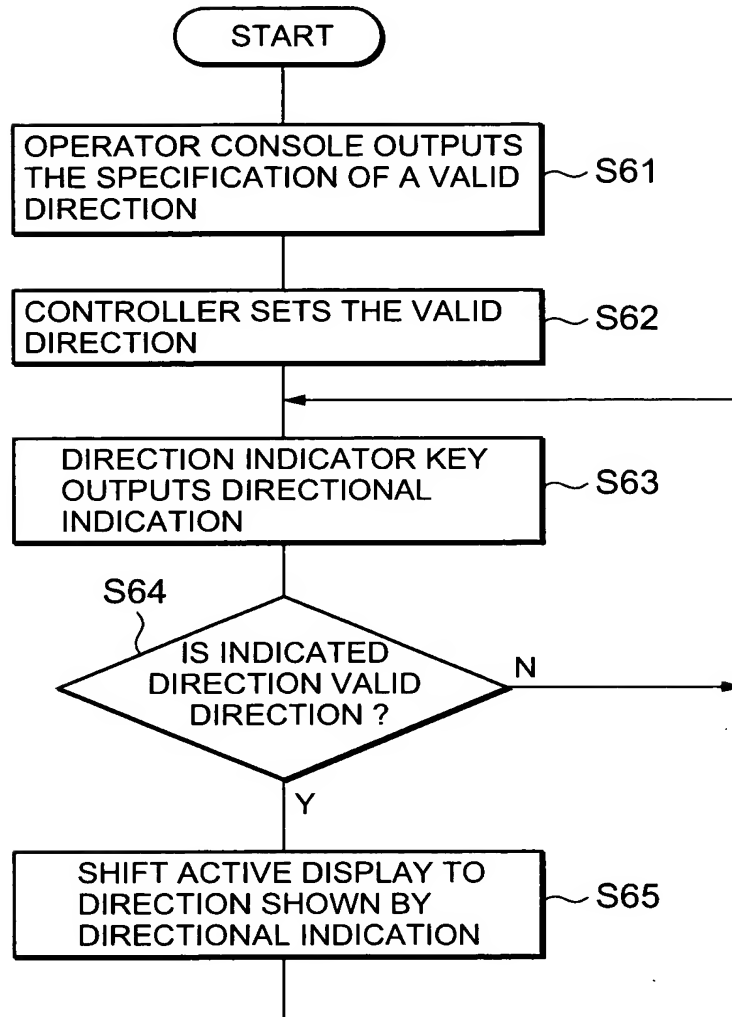 START
OPERATOR CONSOLE OUTPUTS
THE SPECIFICATION OF A VALID
DIRECTION
S61
CONTROLLER SETS THE VALID
DIRECTION
S62
DIRECTION INDICATOR KEY
OUTPUTS DIRECTIONAL
INDICATION
S63
S64
IS INDICATED
DIRECTION VALID
DIRECTION ?
N
Y
SHIFT ACTIVE DISPLAY TO
DIRECTION SHOWN BY
DIRECTIONAL INDICATION
S65